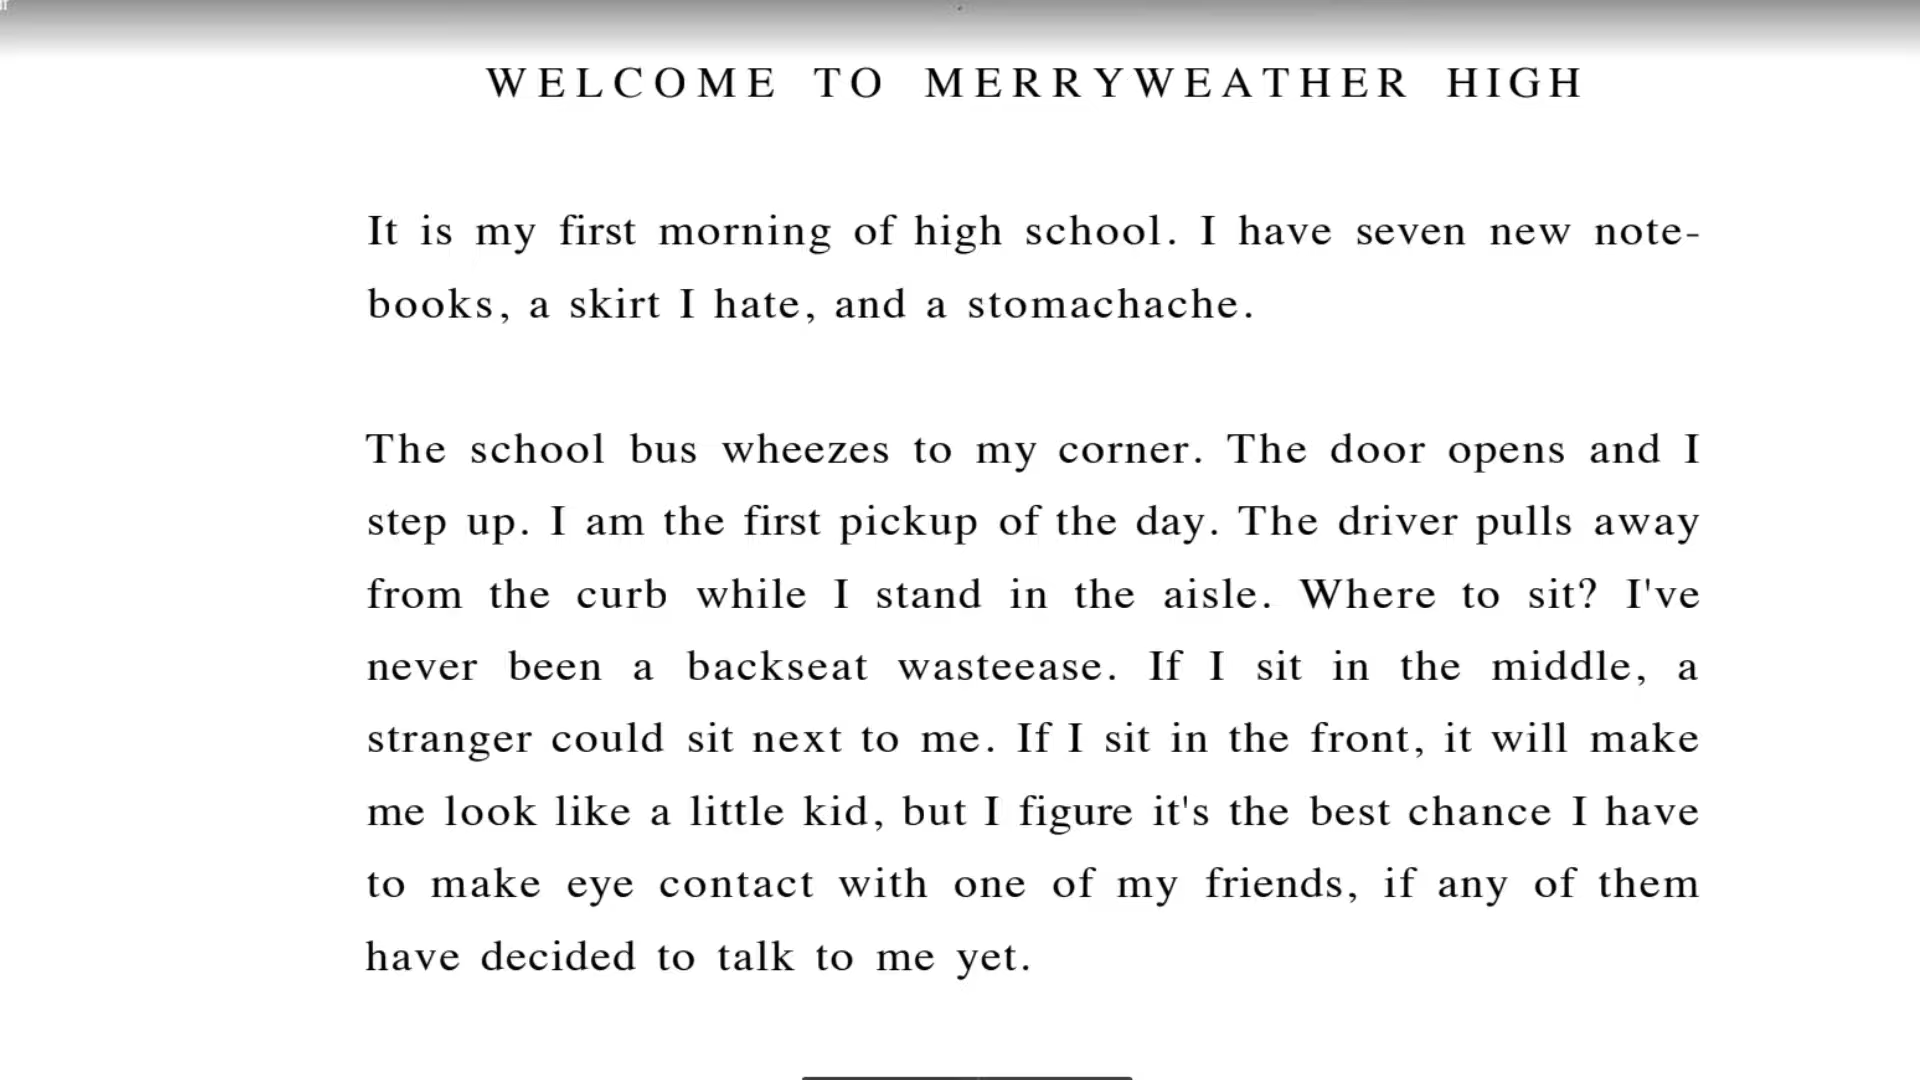 WELCOME TO MERRYWEATHER HIGH
It is my first morning of high school. I have seven new note-
books, a skirt I hate, and a stomachache.
The school bus wheezes to my corner. The door opens and I
step up. I am the first pickup of the day. The driver pulls away
from the curb while I stand in the aisle. Where to sit? I've
never been a backseat wasteease. If I sit in the middle, a
stranger could sit next to me. If I sit in the front, it will make
me look like a little kid, but I figure it's the best chance I have
to make eye contact with one of my friends, if any of them
have decided to talk to me yet.